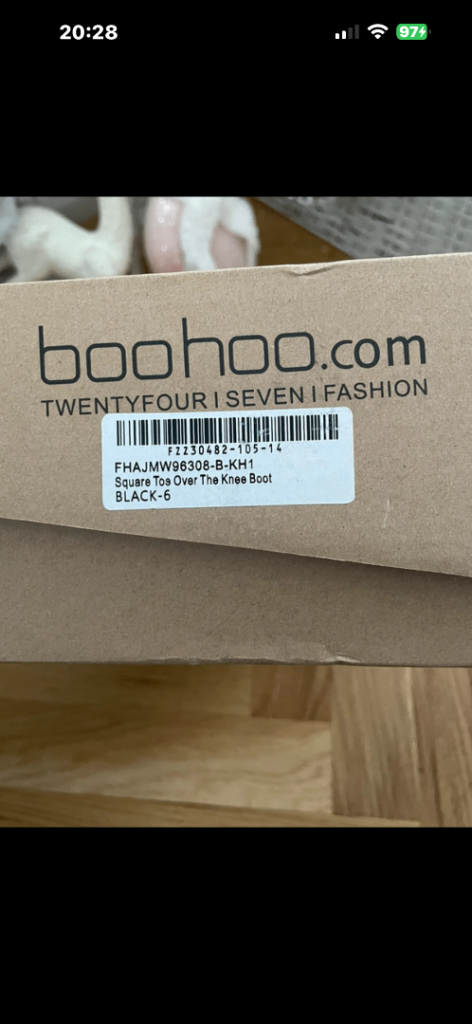 20:28
97
boohoo.com
TWENTYFOUR I SEVEN I FASHION
FZZ30482-105-14
FHAJMW96308-B-KH1
Square Toe Over The Knee Boot
BLACK-6